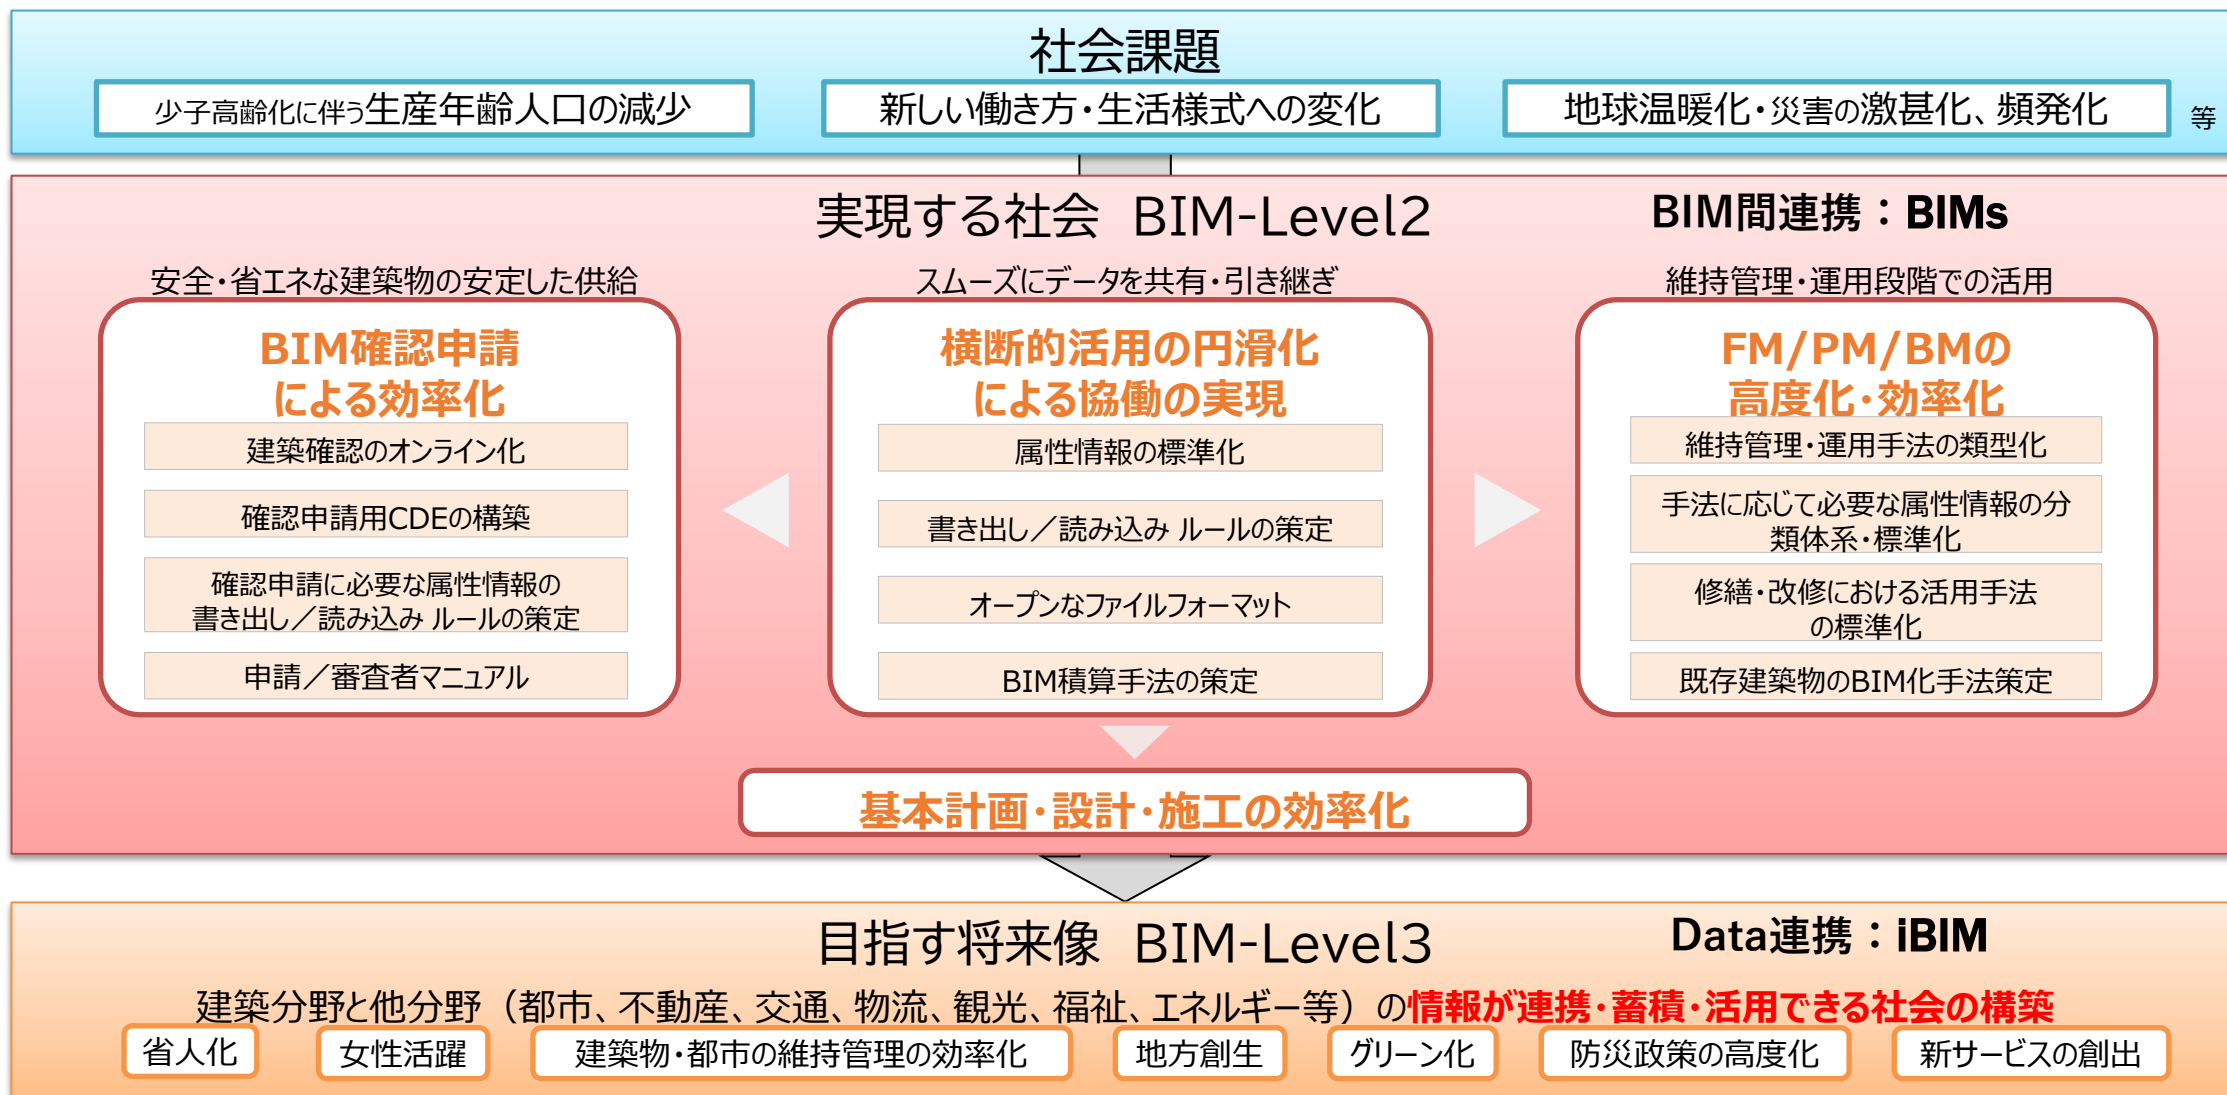 社会課題
少子高齢化に伴う生産年齢人口の減少
新しい働き方・生活様式への変化
地球温暖化・災害の激甚化、頻発化
等
実現する社会 BIM-Level2
BIM間連携：BIMs
安全・省エネな建築物の安定した供給
BIM確認申請
による効率化
建築確認のオンライン化
確認申請用CDEの構築
確認申請に必要な属性情報の
書き出し／読み込み ルールの策定
申請／審査者マニュアル
スムーズにデータを共有・引き継ぎ
横断的活用の円滑化
による協働の実現
属性情報の標準化
書き出し／読み込み ルールの策定
オープンなファイルフォーマット
BIM積算手法の策定
維持管理・運用段階での活用
FM/PM/BMの
高度化・効率化
維持管理・運用手法の類型化
手法に応じて必要な属性情報の分
類体系・標準化
修繕・改修における活用手法
の標準化
既存建築物のBIM化手法策定
基本計画・設計・施工の効率化
目指す将来像 BIM-Level3
Data連携：iBIM
建築分野と他分野（都市、不動産、交通、物流、観光、福祉、エネルギー等）の情報が連携・蓄積・活用できる社会の構築
省人化
女性活躍
建築物・都市の維持管理の効率化
地方創生
グリーン化
防災政策の高度化
新サービスの創出